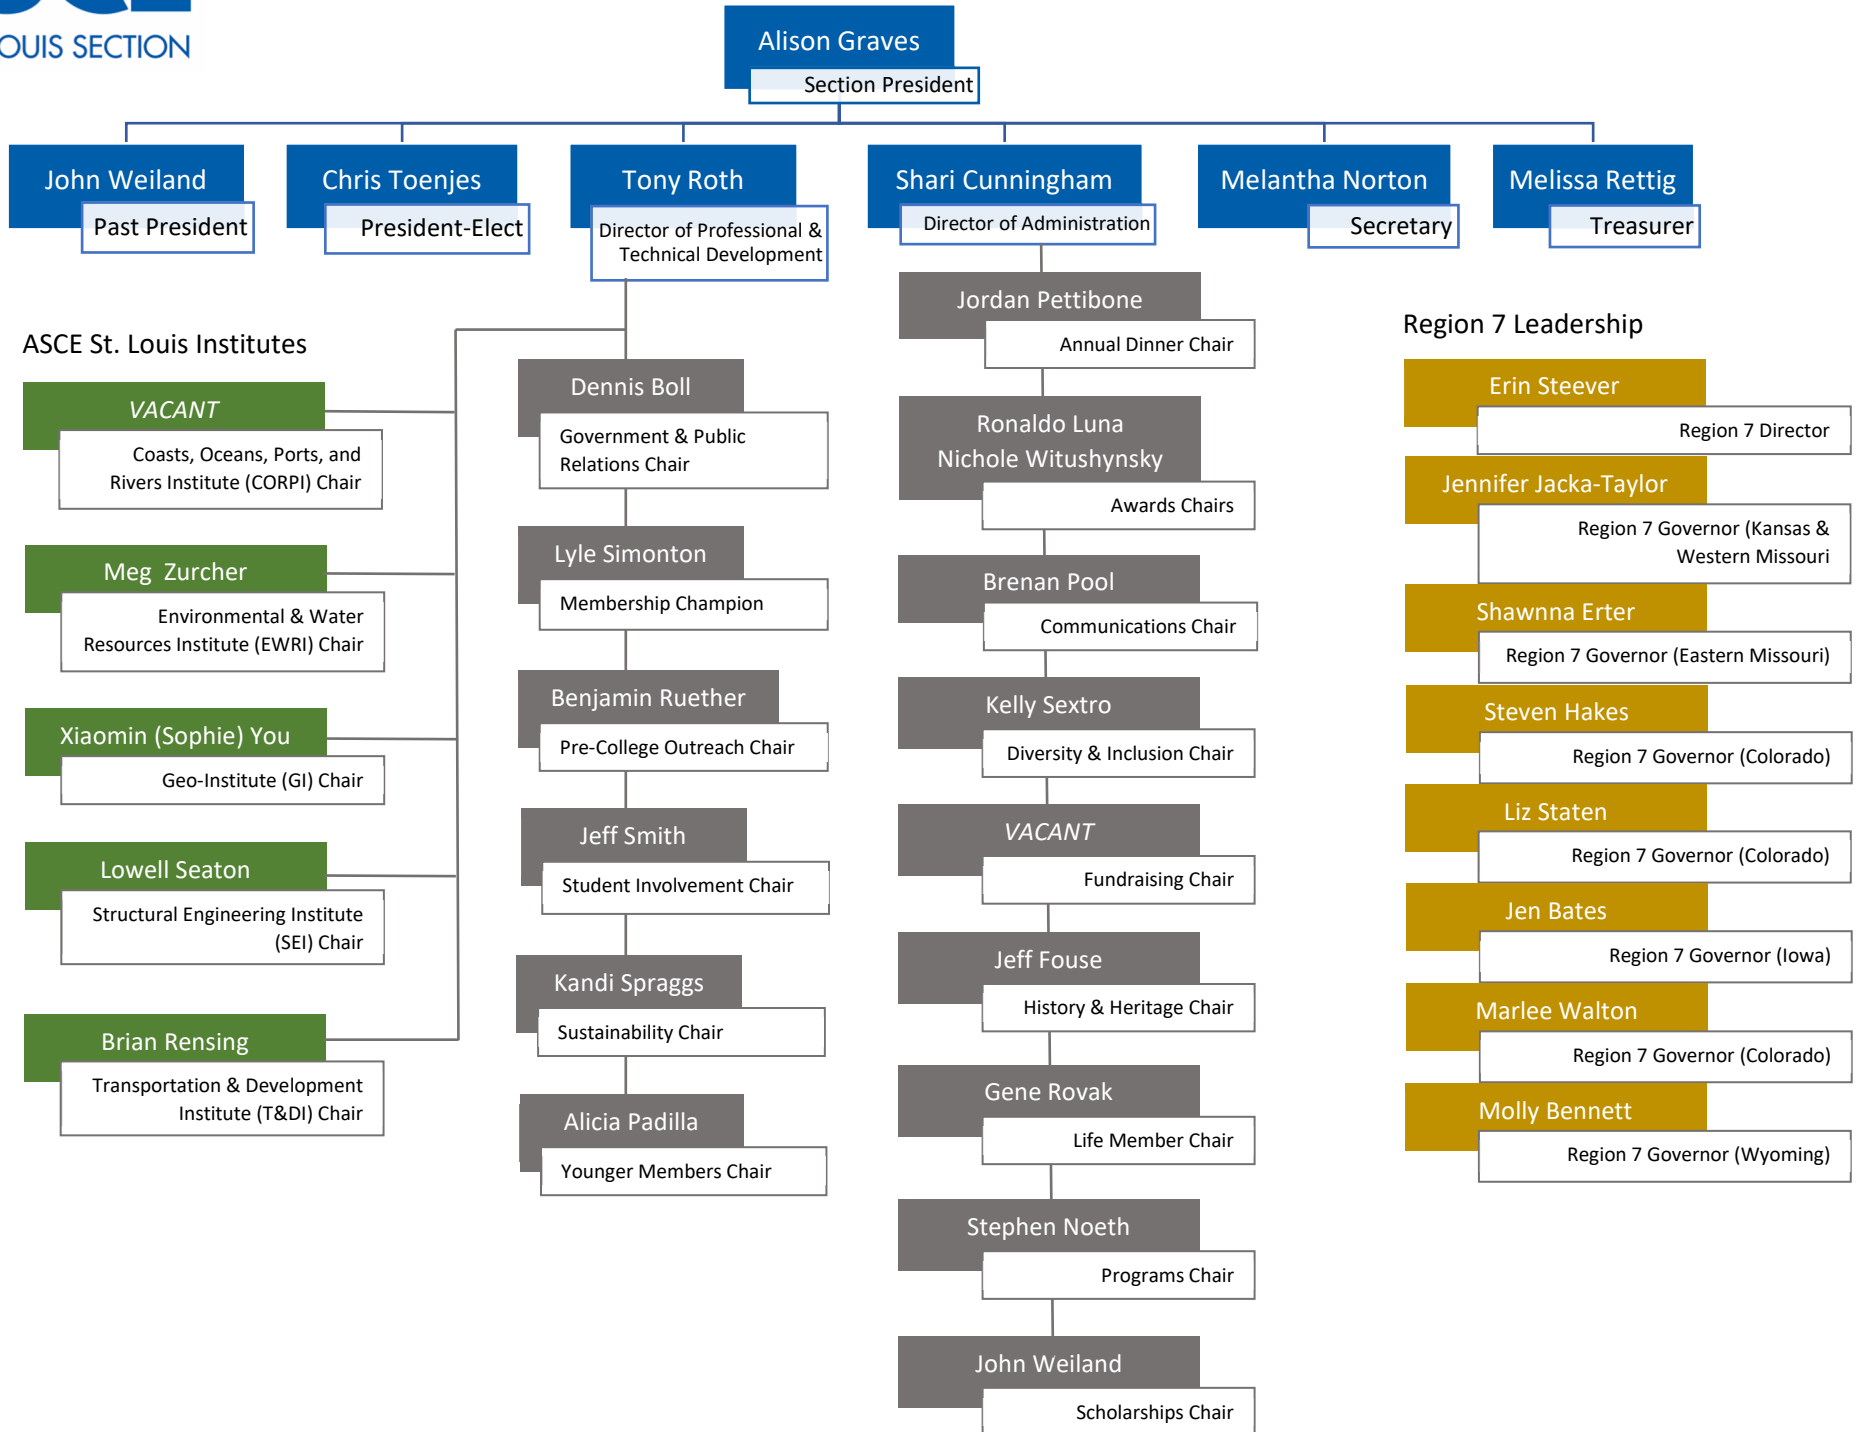 OUIS SECTION
Alison Graves
Section President
John Weiland
Past President
Chris Toenjes
President-Elect
Tony Roth
Director of Professional &
Technical Development
Shari Cunningham
Director of Administration
Melantha Norton
Secretary
Melissa Rettig
Treasurer
ASCE St. Louis Institutes
VACANT
Coasts, Oceans, Ports, and
Rivers Institute (CORPI) Chair
Meg Zurcher
Environmental & Water
Resources Institute (EWRI) Chair
Xiaomin (Sophie) You
Geo-Institute (GI) Chair
Lowell Seaton
Structural Engineering Institute
(SEI) Chair
Brian Rensing
Transportation & Development
Institute (T&DI) Chair
Dennis Boll
Government & Public
Relations Chair
Lyle Simonton
Membership Champion
Benjamin Ruether
Pre-College Outreach Chair
Jeff Smith
Student Involvement Chair
Kandi Spraggs
Sustainability Chair
Alicia Padilla
Younger Members Chair
Jordan Pettibone
Annual Dinner Chair
Ronaldo Luna
Nichole Witushynsky
Awards Chairs
Brenan Pool
Communications Chair
Kelly Sextro
Diversity & Inclusion Chair
VACANT
Fundraising Chair
Jeff Fouse
History & Heritage Chair
Gene Rovak
Life Member Chair
Stephen Noeth
Programs Chair
John Weiland
Scholarships Chair
Region 7 Leadership
Erin Steever
Region 7 Director
Jennifer Jacka-Taylor
Region 7 Governor (Kansas &
Western Missouri
Shawnna Erter
Region 7 Governor (Eastern Missouri)
Steven Hakes
Region 7 Governor (Colorado)
Liz Staten
Region 7 Governor (Colorado)
Jen Bates
Region 7 Governor (Iowa)
Marlee Walton
Region 7 Governor (Colorado)
Molly Bennett
Region 7 Governor (Wyoming)